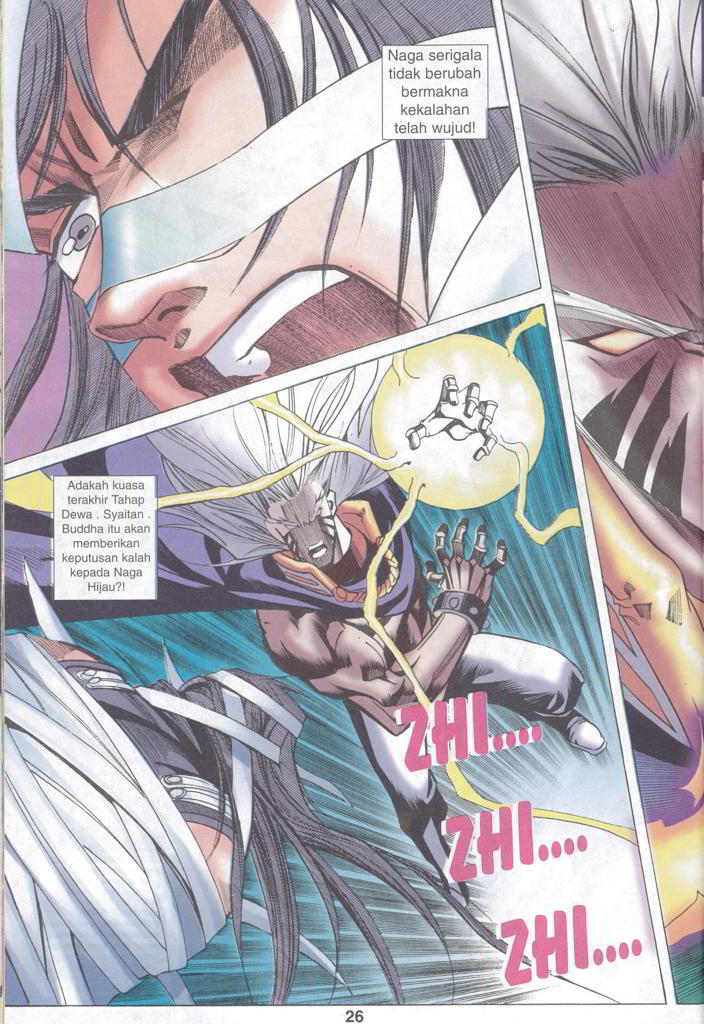 Naga serigala
tidak berubah
bermakna
kekalahan
telah wujud!
Adakah kuasa
terakhir Tahap
Dewa . Syaitan .
Buddha itu akan
memberikan
keputusan kalah
kepada Naga
Hijau?!
ZHI....
ZHI....
ZHI....
26